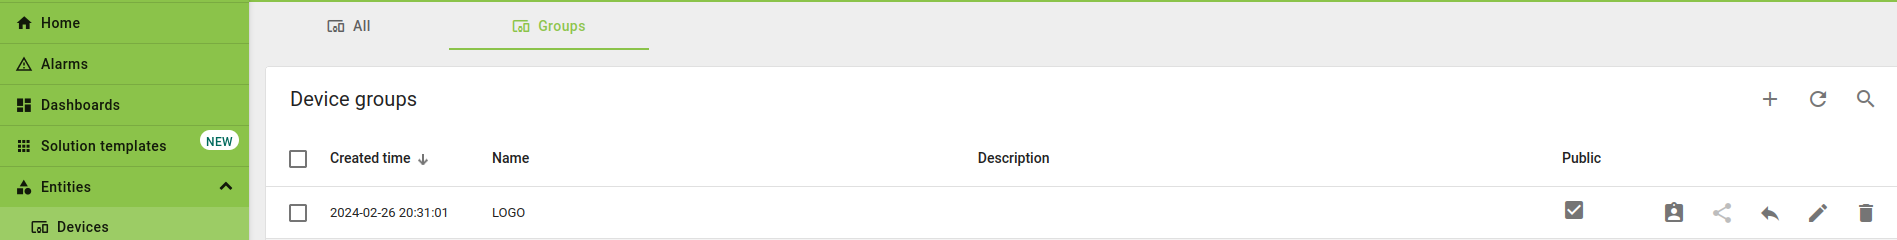 Home
All
Groups
Alarms
Device groups
Dashboards
Solution templates NEW
Created time Name Description Public
Entities
2024-02-26 20:31:01 LOGO
Devices